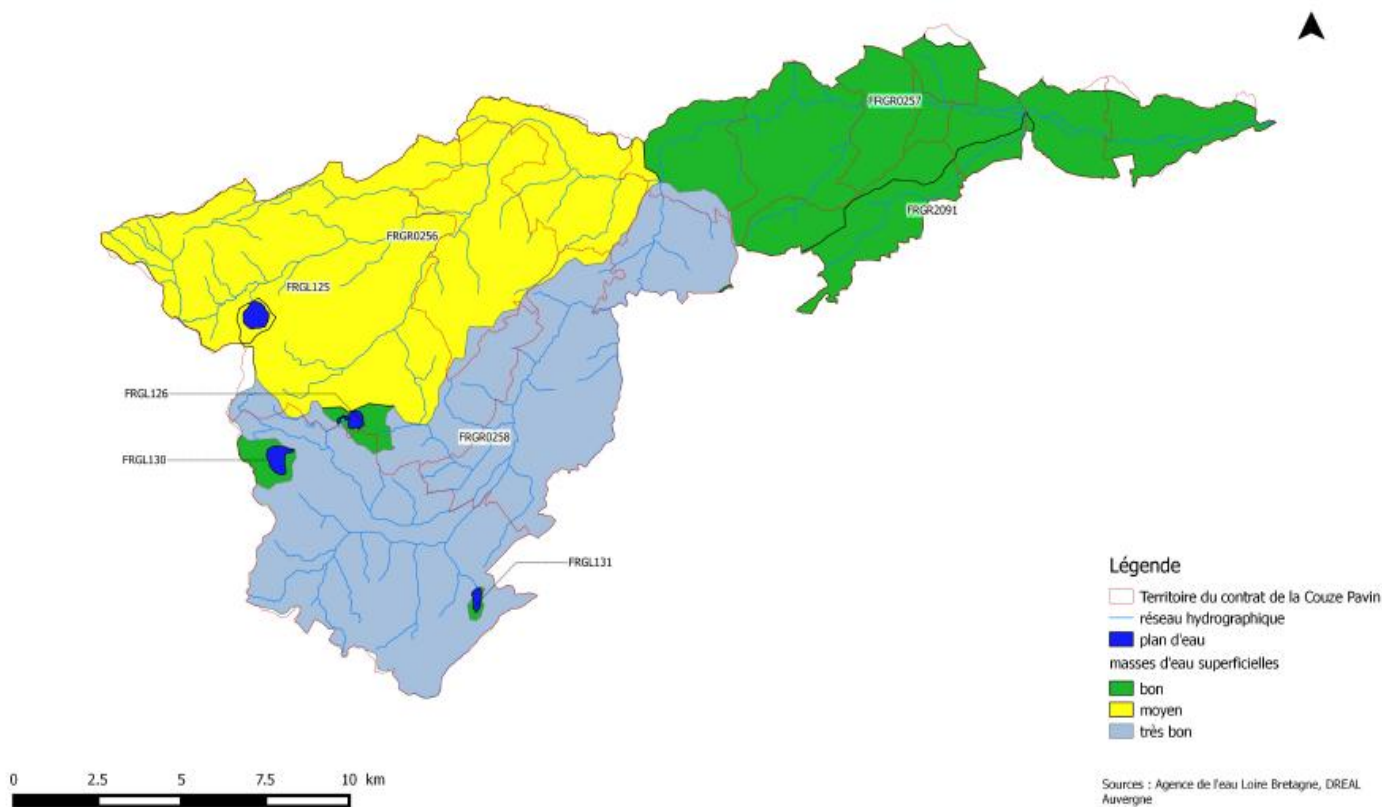 FRGR0257
FRGR2091
FRGR0256
FRGL125
FRGL126
FRGR0258
FRGL130
FRGL131
Légende
Territoire du contrat de la Couze Pavin
réseau hydrographique
plan d'eau
masses d'eau superficielles
bon
moyen
très bon
0 2.5 5 7.5 10 km
Sources : Agence de l'eau Loire Bretagne, DREAL
Auvergne